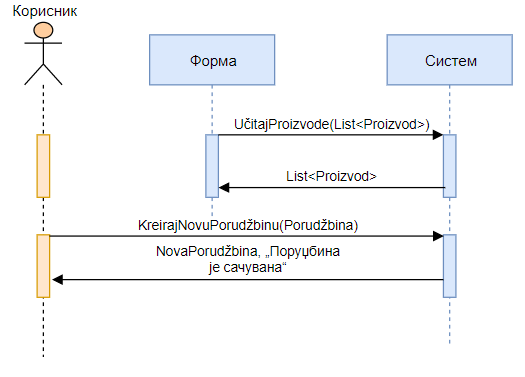 Корисник
Форма
Систем
UčitajProizvode(List<Proizvod>)
List<Proizvod>
KreirajNovuPorudžbinu(Porudžbina)
NovaPorudžbina, „Поруџбина
је сачувана“